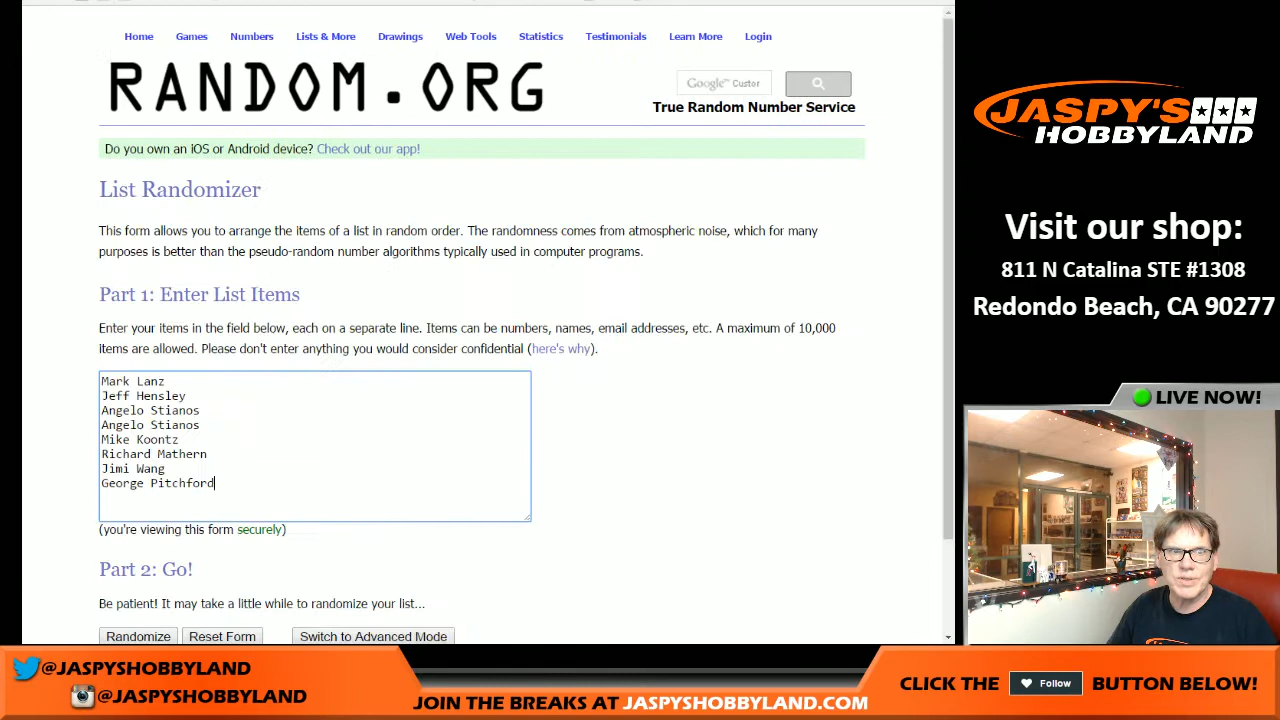 Home Games Numbers Lists & More Drawings Web Tools Statistics Testimonials Learn More Login
RANDOM.ORG
Google™ Custor
True Random Number Service
Do you own an iOS or Android device? Check out our app!
List Randomizer
This form allows you to arrange the items of a list in random order. The randomness comes from atmospheric noise, which for many
purposes is better than the pseudo-random number algorithms typically used in computer programs.
Part 1: Enter List Items
Enter your items in the field below, each on a separate line. Items can be numbers, names, email addresses, etc. A maximum of 10,000
items are allowed. Please don't enter anything you would consider confidential (here's why).
Mark Lanz
Jeff Hensley
Angelo Stianos
Angelo Stianos
Mike Koontz
Richard Mathern
Jimi Wang
George Pitchford
(you're viewing this form securely)
Part 2: Go!
Be patient! It may take a little while to randomize your list...
Randomize Reset Form Switch to Advanced Mode
JASPY'S
HOBBYLAND
Visit our shop:
811 N Catalina STE #1308
Redondo Beach, CA 90277
LIVE NOW!
@JASPYSHOBBYLAND
@JASPYSHOBBYLAND
JOIN THE BREAKS AT JASPYSHOBBYLAND.COM
CLICK THE Follow BUTTON BELOW!